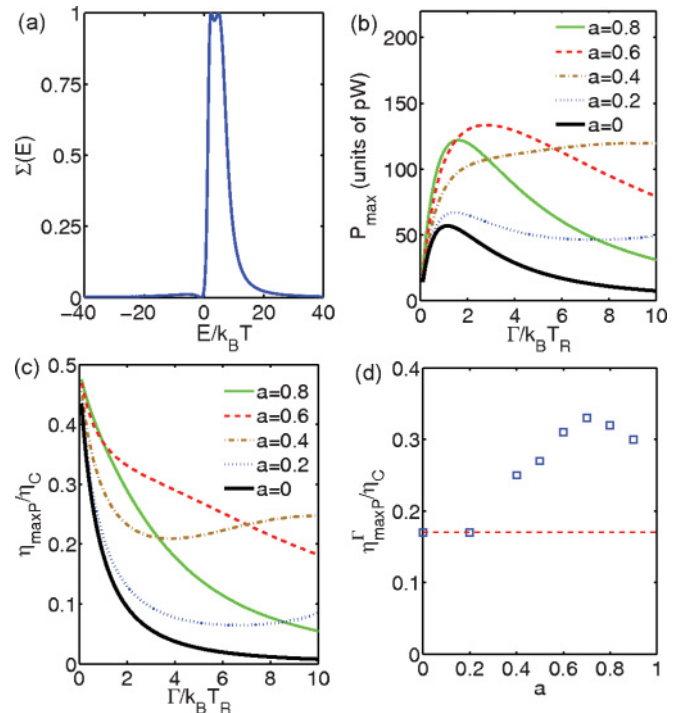 (a)
1
0.75
0.5
0.25
0
Σ(E)
−40 −20 0 20 40
E/k_BT
(b)
200
150
100
50
0
P_max (units of pW)
a=0.8
a=0.6
a=0.4
a=0.2
a=0
0 2 4 6 8 10
Γ/k_BT_R
(c)
0.5
0.4
0.3
0.2
0.1
0
η_maxP/η_C
a=0.8
a=0.6
a=0.4
a=0.2
a=0
0 2 4 6 8 10
Γ/k_BT_R
(d)
0.4
0.3
0.2
0.1
0
η^Γ_maxP/η_C
0 0.2 0.4 0.6 0.8 1
a